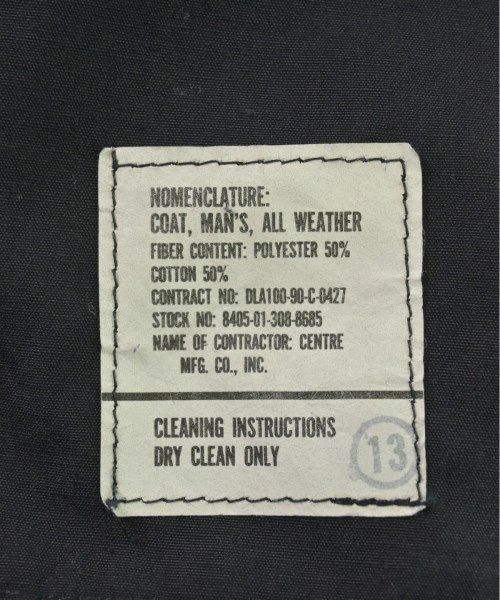 NOMENCLATURE:
COAT, MAN'S, ALL WEATHER
FIBER CONTENT: POLYESTER 50%
COTTON 50%
CONTRACT NO: DLA100-90-C-0427
STOCK NO: 8405-01-308-8685
NAME OF CONTRACTOR: CENTRE
MFG. CO., INC.
CLEANING INSTRUCTIONS
DRY CLEAN ONLY
13